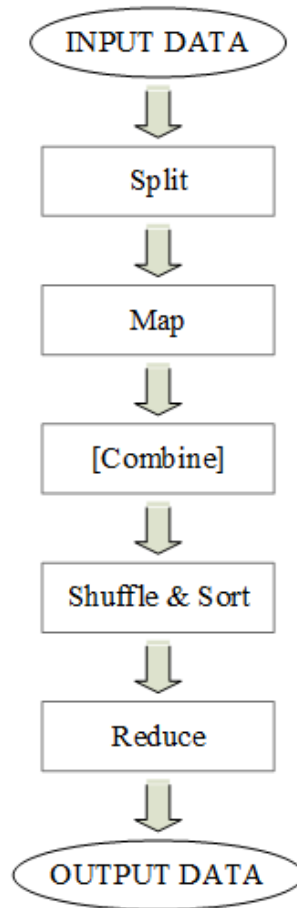 INPUT DATA
Split
Map
[Combine]
Shuffle & Sort
Reduce
OUTPUT DATA